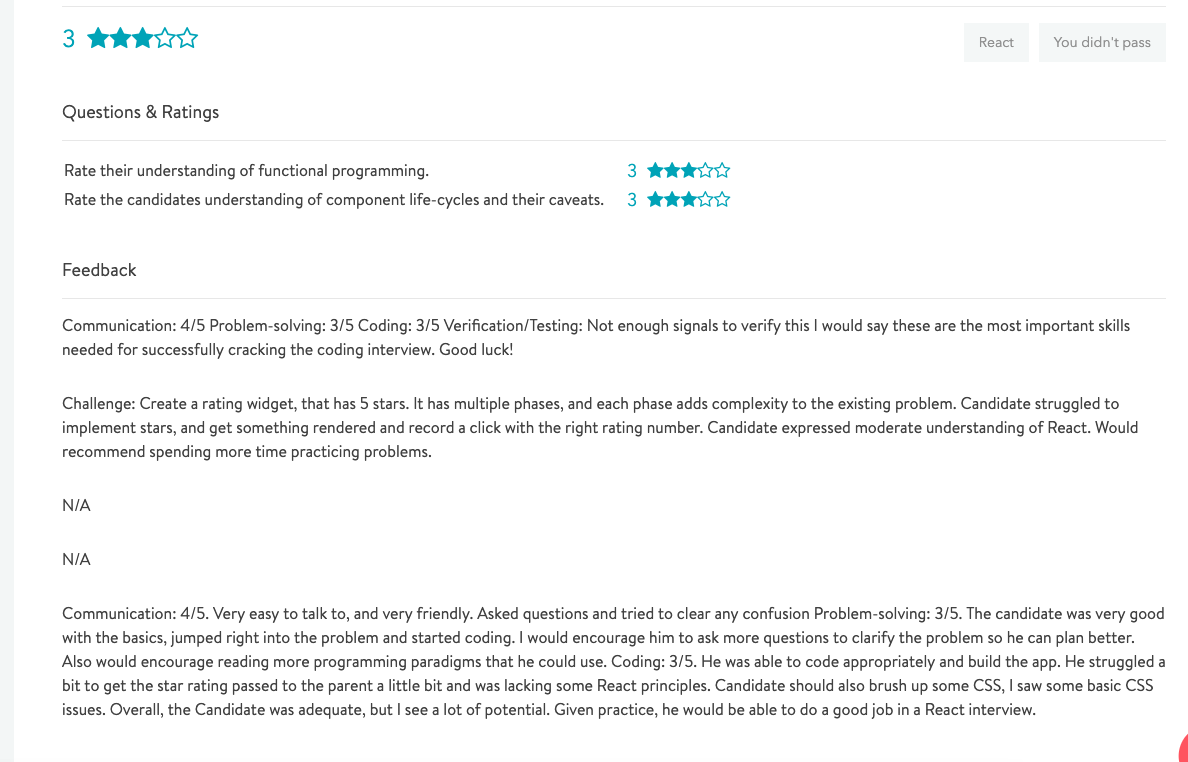 3
React
You didn't pass
Questions & Ratings
Rate their understanding of functional programming. 3
Rate the candidates understanding of component life-cycles and their caveats. 3
Feedback
Communication: 4/5 Problem-solving: 3/5 Coding: 3/5 Verification/Testing: Not enough signals to verify this I would say these are the most important skills
needed for successfully cracking the coding interview. Good luck!
Challenge: Create a rating widget, that has 5 stars. It has multiple phases, and each phase adds complexity to the existing problem. Candidate struggled to
implement stars, and get something rendered and record a click with the right rating number. Candidate expressed moderate understanding of React. Would
recommend spending more time practicing problems.
N/A
N/A
Communication: 4/5. Very easy to talk to, and very friendly. Asked questions and tried to clear any confusion Problem-solving: 3/5. The candidate was very good
with the basics, jumped right into the problem and started coding. I would encourage him to ask more questions to clarify the problem so he can plan better.
Also would encourage reading more programming paradigms that he could use. Coding: 3/5. He was able to code appropriately and build the app. He struggled a
bit to get the star rating passed to the parent a little bit and was lacking some React principles. Candidate should also brush up some CSS, I saw some basic CSS
issues. Overall, the Candidate was adequate, but I see a lot of potential. Given practice, he would be able to do a good job in a React interview.